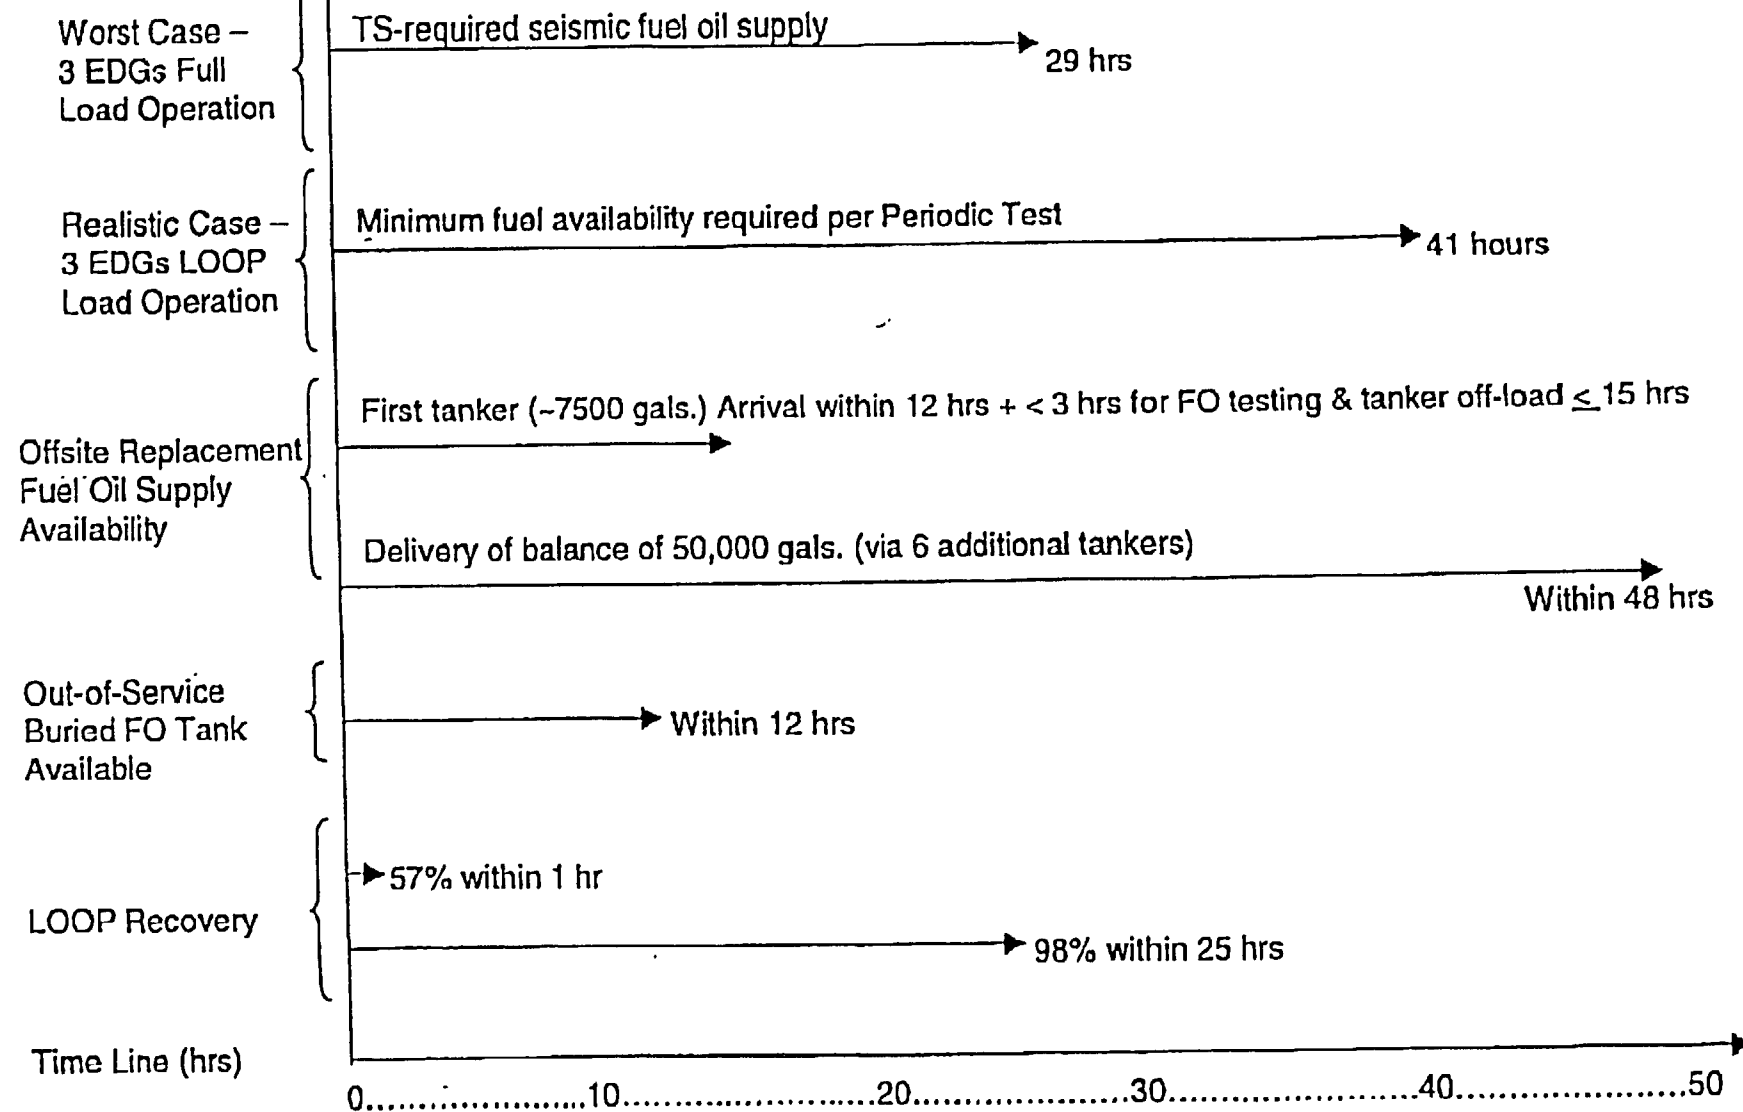 Worst Case –
3 EDGs Full
Load Operation
TS-required seismic fuel oil supply
29 hrs
Realistic Case –
3 EDGs LOOP
Load Operation
Minimum fuel availability required per Periodic Test
41 hours
Offsite Replacement
Fuel Oil Supply
Availability
First tanker (~7500 gals.) Arrival within 12 hrs + < 3 hrs for FO testing & tanker off-load ≤ 15 hrs
Delivery of balance of 50,000 gals. (via 6 additional tankers)
Within 48 hrs
Out-of-Service
Buried FO Tank
Available
Within 12 hrs
LOOP Recovery
57% within 1 hr
98% within 25 hrs
Time Line (hrs)
0......................10.........................20......................30.........................40........................50